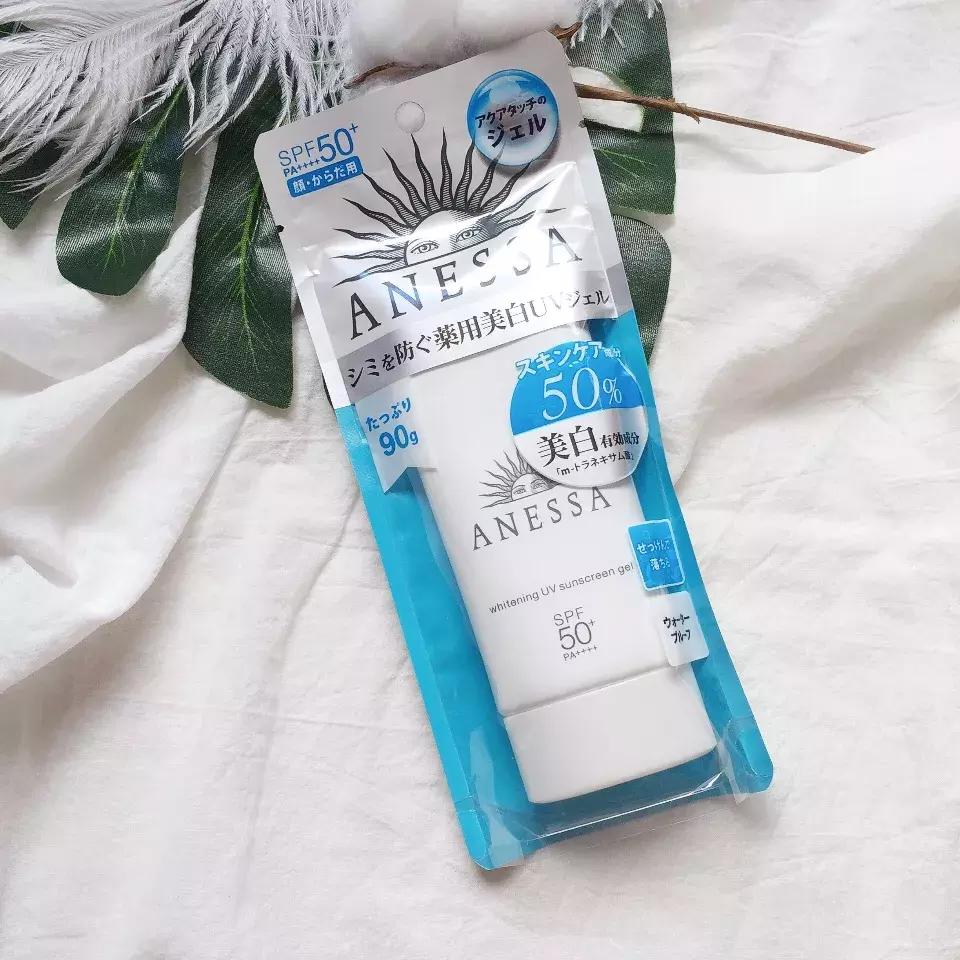 アクアタッチの
ジェル
SPF50+
PA++++
顔・からだ用
ANESSA
シミを防ぐ薬用美白UVジェル
たっぷり
90g
スキンケア成分
50%
美白有効成分
「m-トラネキサム酸」
ANESSA
whitening UV sunscreen gel
SPF
50+
PA++++
せっけんで
落ちる
ウォーター
プルーフ